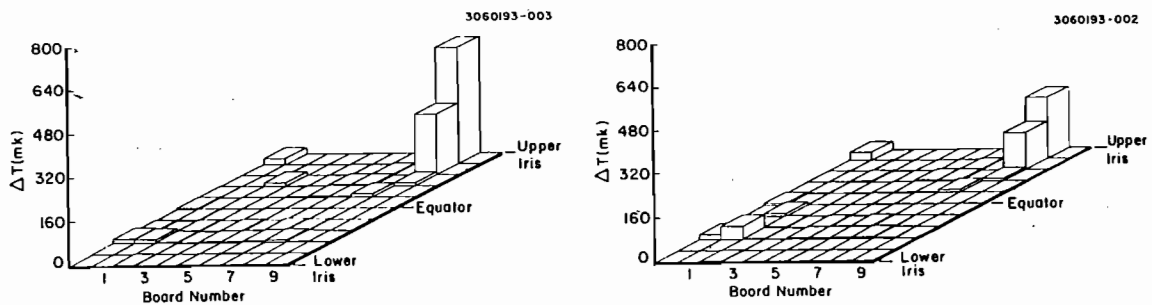 3060193-003
800
640
480
320
160
0
ΔT(mk)
1 3 5 7 9
Board Number
Upper
Iris
Equator
Lower
Iris
3060193-002
800
640
480
320
160
0
ΔT(mk)
1 3 5 7 9
Board Number
Upper
Iris
Equator
Lower
Iris